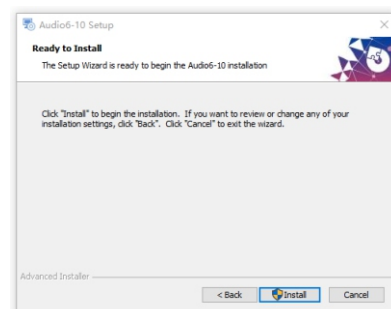 Audio6-10 Setup
Ready to Install
The Setup Wizard is ready to begin the Audio6-10 installation
Click "Install" to begin the installation. If you want to review or change any of your
installation settings, click "Back". Click "Cancel" to exit the wizard.
Advanced Installer
< Back Install Cancel